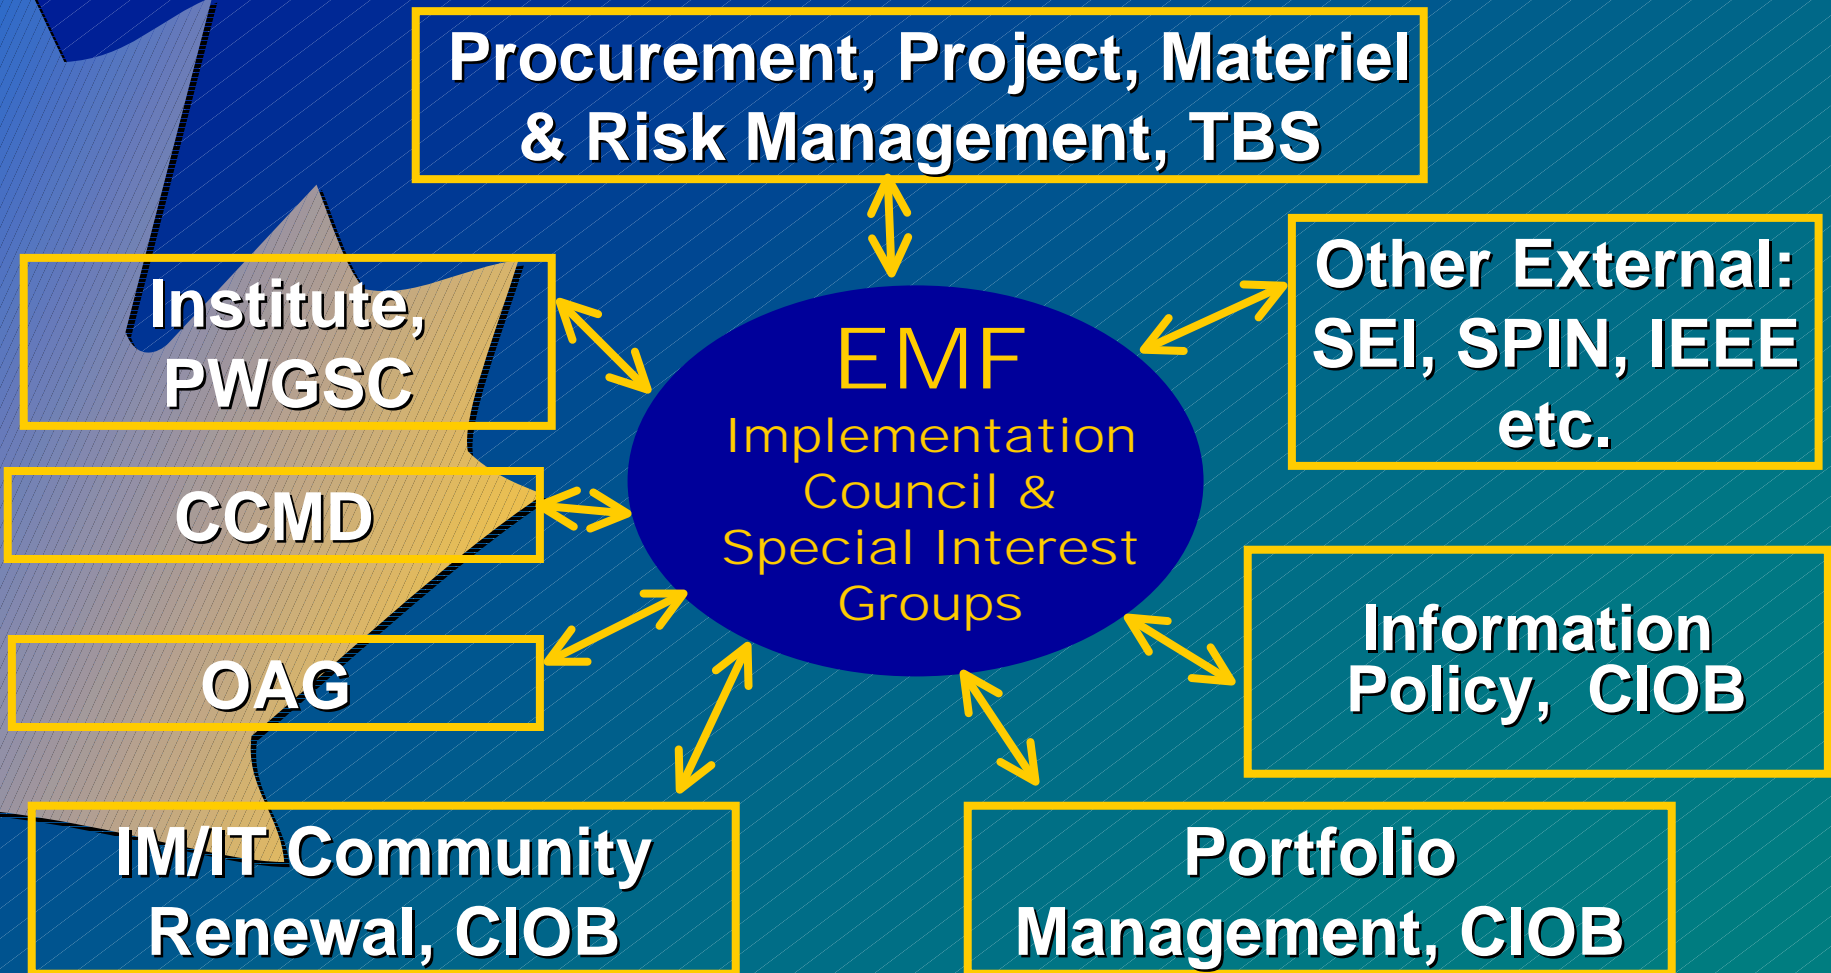 Procurement, Project, Materiel
& Risk Management, TBS
Institute,
PWGSC
Other External:
SEI, SPIN, IEEE
etc.
EMF
Implementation
Council &
Special Interest
Groups
CCMD
OAG
Information
Policy, CIOB
IM/IT Community
Renewal, CIOB
Portfolio
Management, CIOB